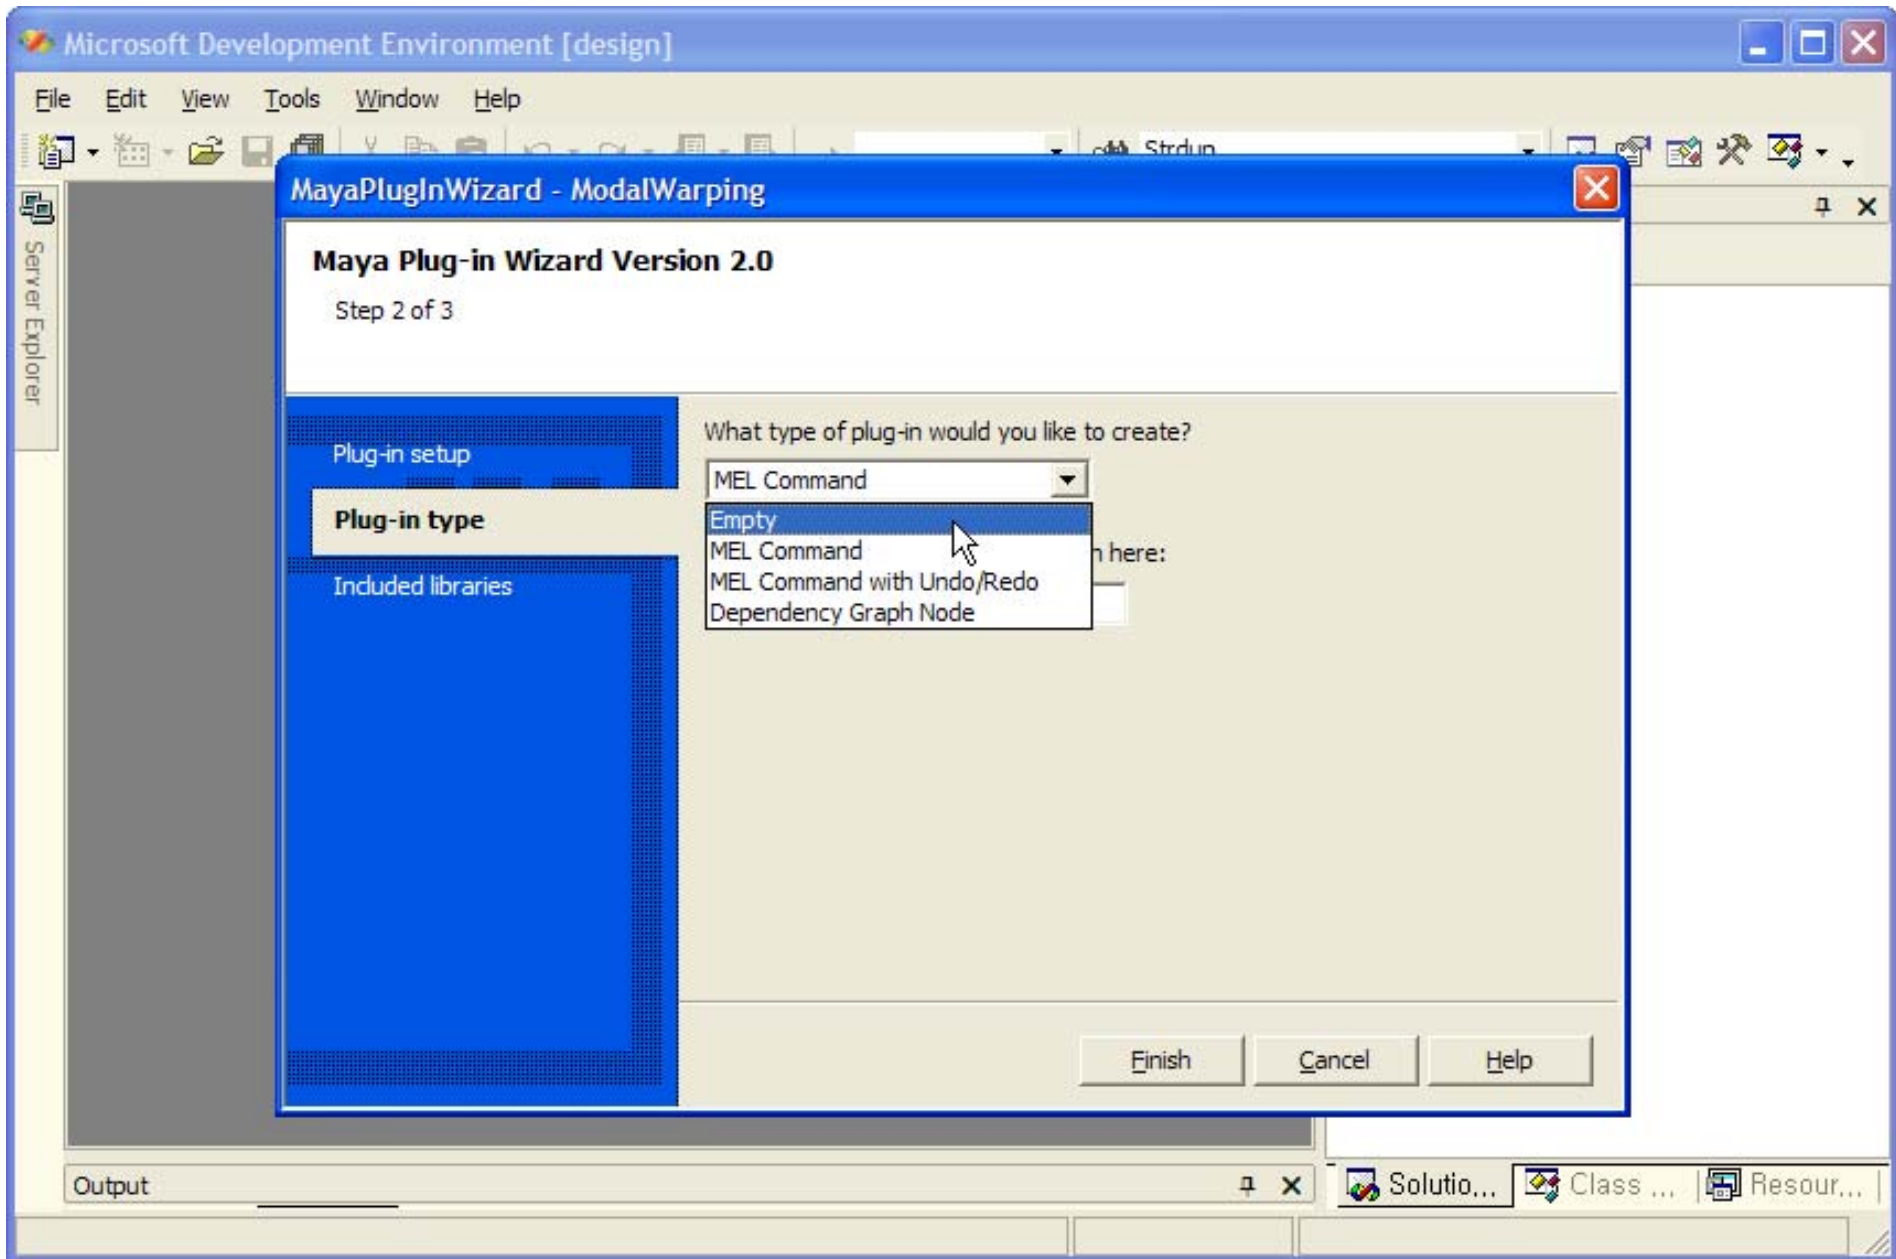 Microsoft Development Environment [design]
File Edit View Tools Window Help
Strdup
MayaPlugInWizard - ModalWarping
Maya Plug-in Wizard Version 2.0
Step 2 of 3
Server Explorer
What type of plug-in would you like to create?
Plug-in setup
MEL Command
Plug-in type
Empty
MEL Command
here:
Included libraries
MEL Command with Undo/Redo
Dependency Graph Node
Finish Cancel Help
Output
Solutio... Class ... Resour...